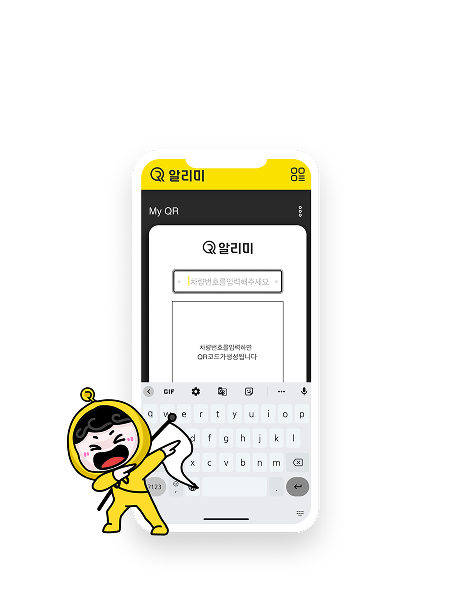 알리미
My QR
알리미
차량번호를입력해주세요
차량번호를입력하면
QR코드가생성됩니다
GIF
q w e r t y u i o p
d f g h j k l
x c v b n m
?123 , .